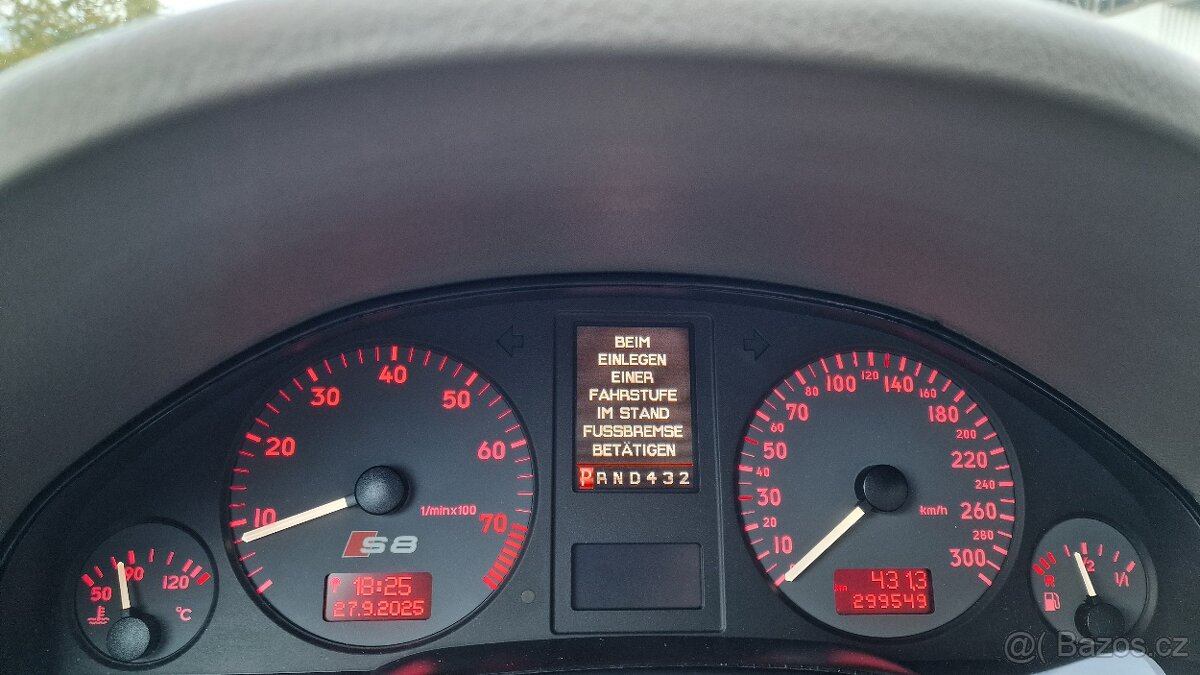 BEIM
EINLEGEN
EINER
FAHRSTUFE
IM STAND
FUSSBREMSE
BETÄTIGEN
PRND432
10 20 30 40 50 60 70
1/minx100
S8
18:25
27.9.2025
50 90 120
°C
10 20 30 40 50 60 70 80 100 120 140 160 180 200 220 240 260 280 300
km/h
km 431,3
299549
R 1/2 1/1
@( Bazos.cz